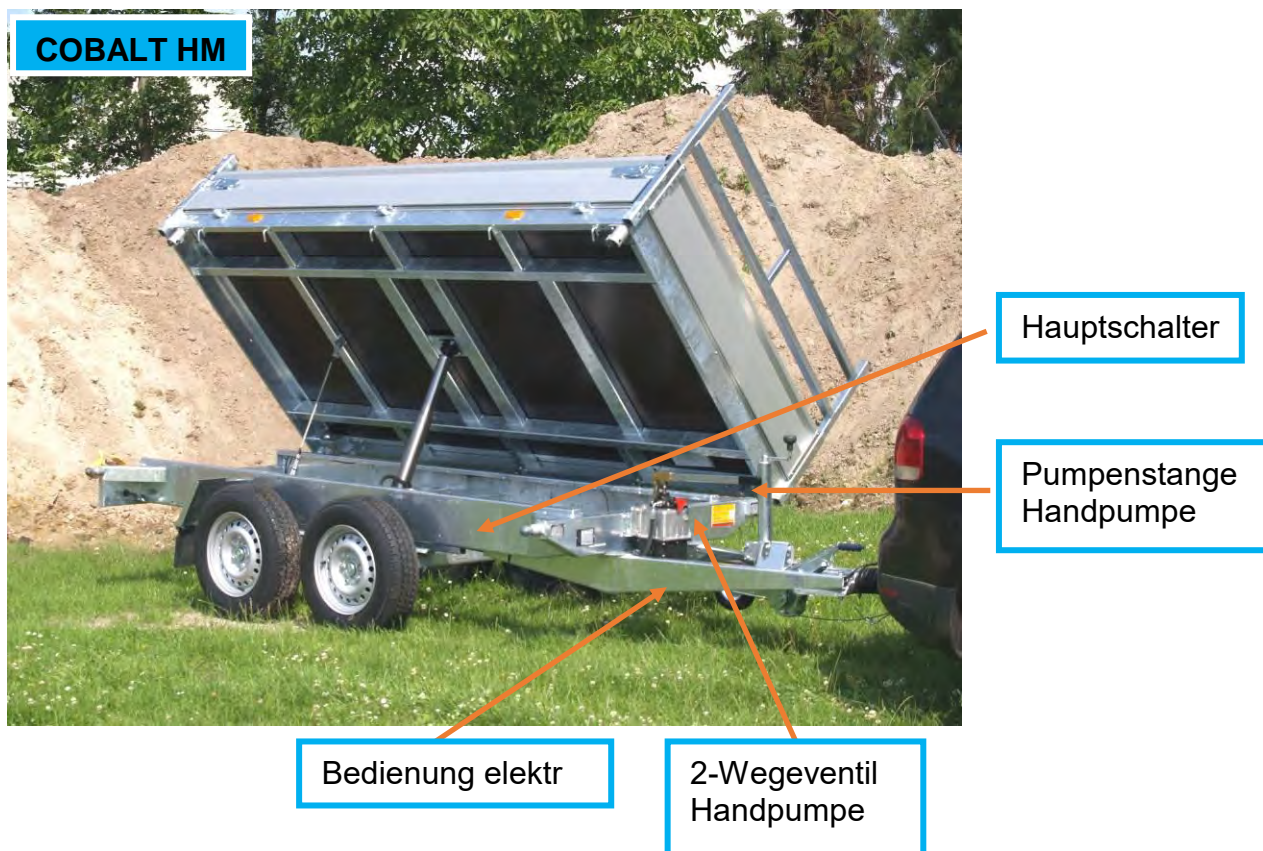 COBALT HM
Hauptschalter
Pumpenstange
Handpumpe
Bedienung elektr
2-Wegeventil
Handpumpe